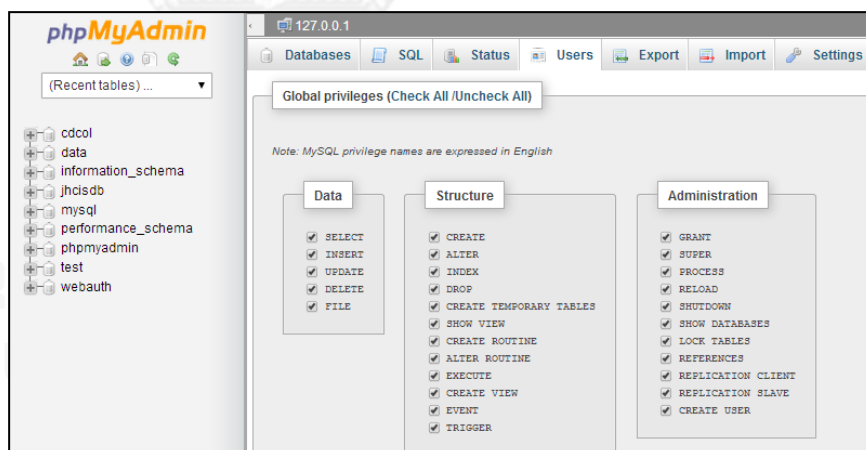 phpMyAdmin
(Recent tables) ...
cdcol
data
information_schema
jhcisdb
mysql
performance_schema
phpmyadmin
test
webauth
127.0.0.1
Databases SQL Status Users Export Import Settings
Global privileges (Check All /Uncheck All)
Note: MySQL privilege names are expressed in English
Data
SELECT
INSERT
UPDATE
DELETE
FILE
Structure
CREATE
ALTER
INDEX
DROP
CREATE TEMPORARY TABLES
SHOW VIEW
CREATE ROUTINE
ALTER ROUTINE
EXECUTE
CREATE VIEW
EVENT
TRIGGER
Administration
GRANT
SUPER
PROCESS
RELOAD
SHUTDOWN
SHOW DATABASES
LOCK TABLES
REFERENCES
REPLICATION CLIENT
REPLICATION SLAVE
CREATE USER